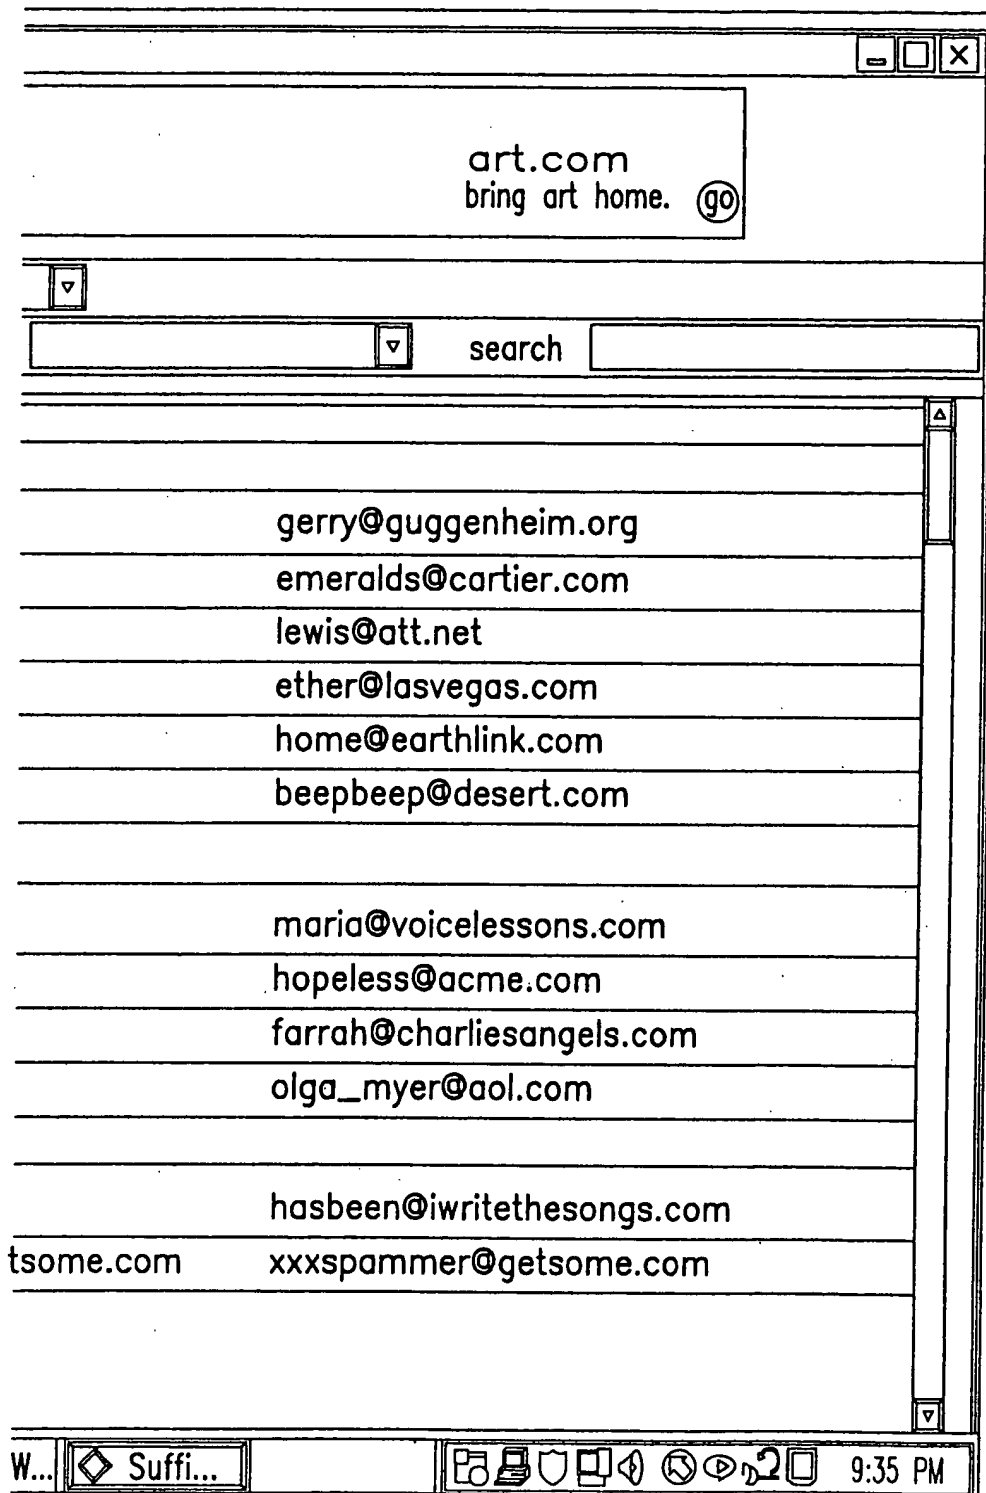 art.com
bring art home. go
search
gerry@guggenheim.org
emeralds@cartier.com
lewis@att.net
ether@lasvegas.com
home@earthlink.com
beepbeep@desert.com
maria@voicelessons.com
hopeless@acme.com
farrah@charliesangels.com
olga_myer@aol.com
hasbeen@iwritethesongs.com
tsome.com xxxspammer@getsome.com
W... Suffi... 9:35 PM